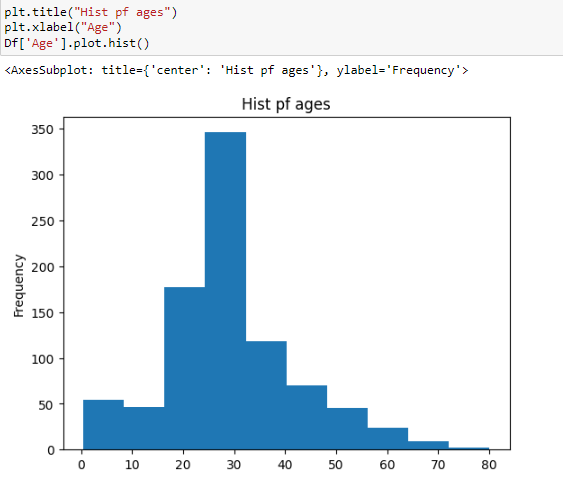 plt.title("Hist pf ages")
plt.xlabel("Age")
Df['Age'].plot.hist()
<AxesSubplot: title={'center': 'Hist pf ages'}, ylabel='Frequency'>
Hist pf ages
350
300
250
200
150
100
50
0
Frequency
0 10 20 30 40 50 60 70 80